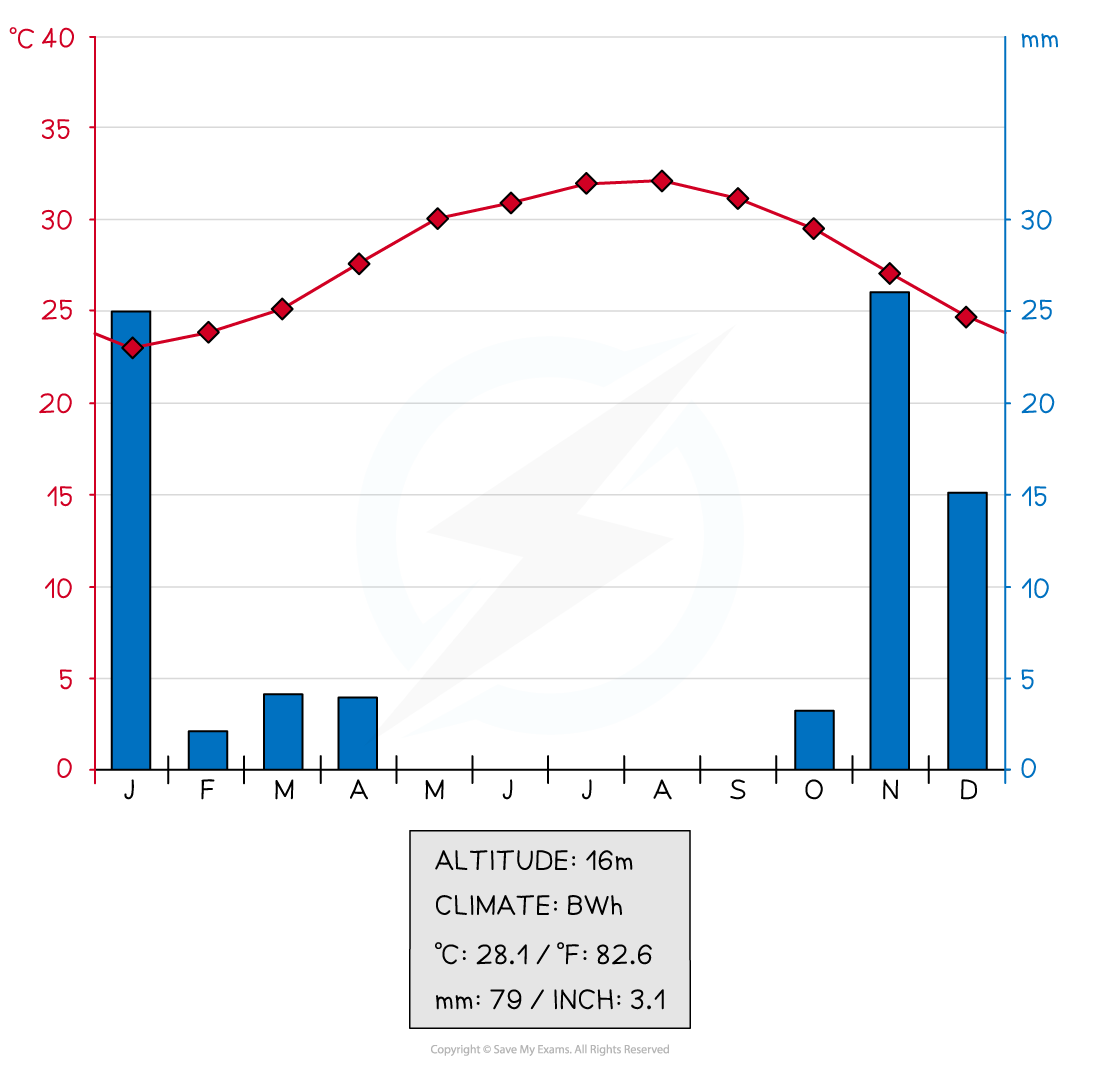 °C 40
mm
35
30
30
25
25
20
20
15
15
10
10
5
5
0
0
J F M A M J J A S O N D
ALTITUDE: 16m
CLIMATE: BWh
°C: 28.1 / °F: 82.6
mm: 79 / INCH: 3.1
Copyright © Save My Exams. All Rights Reserved